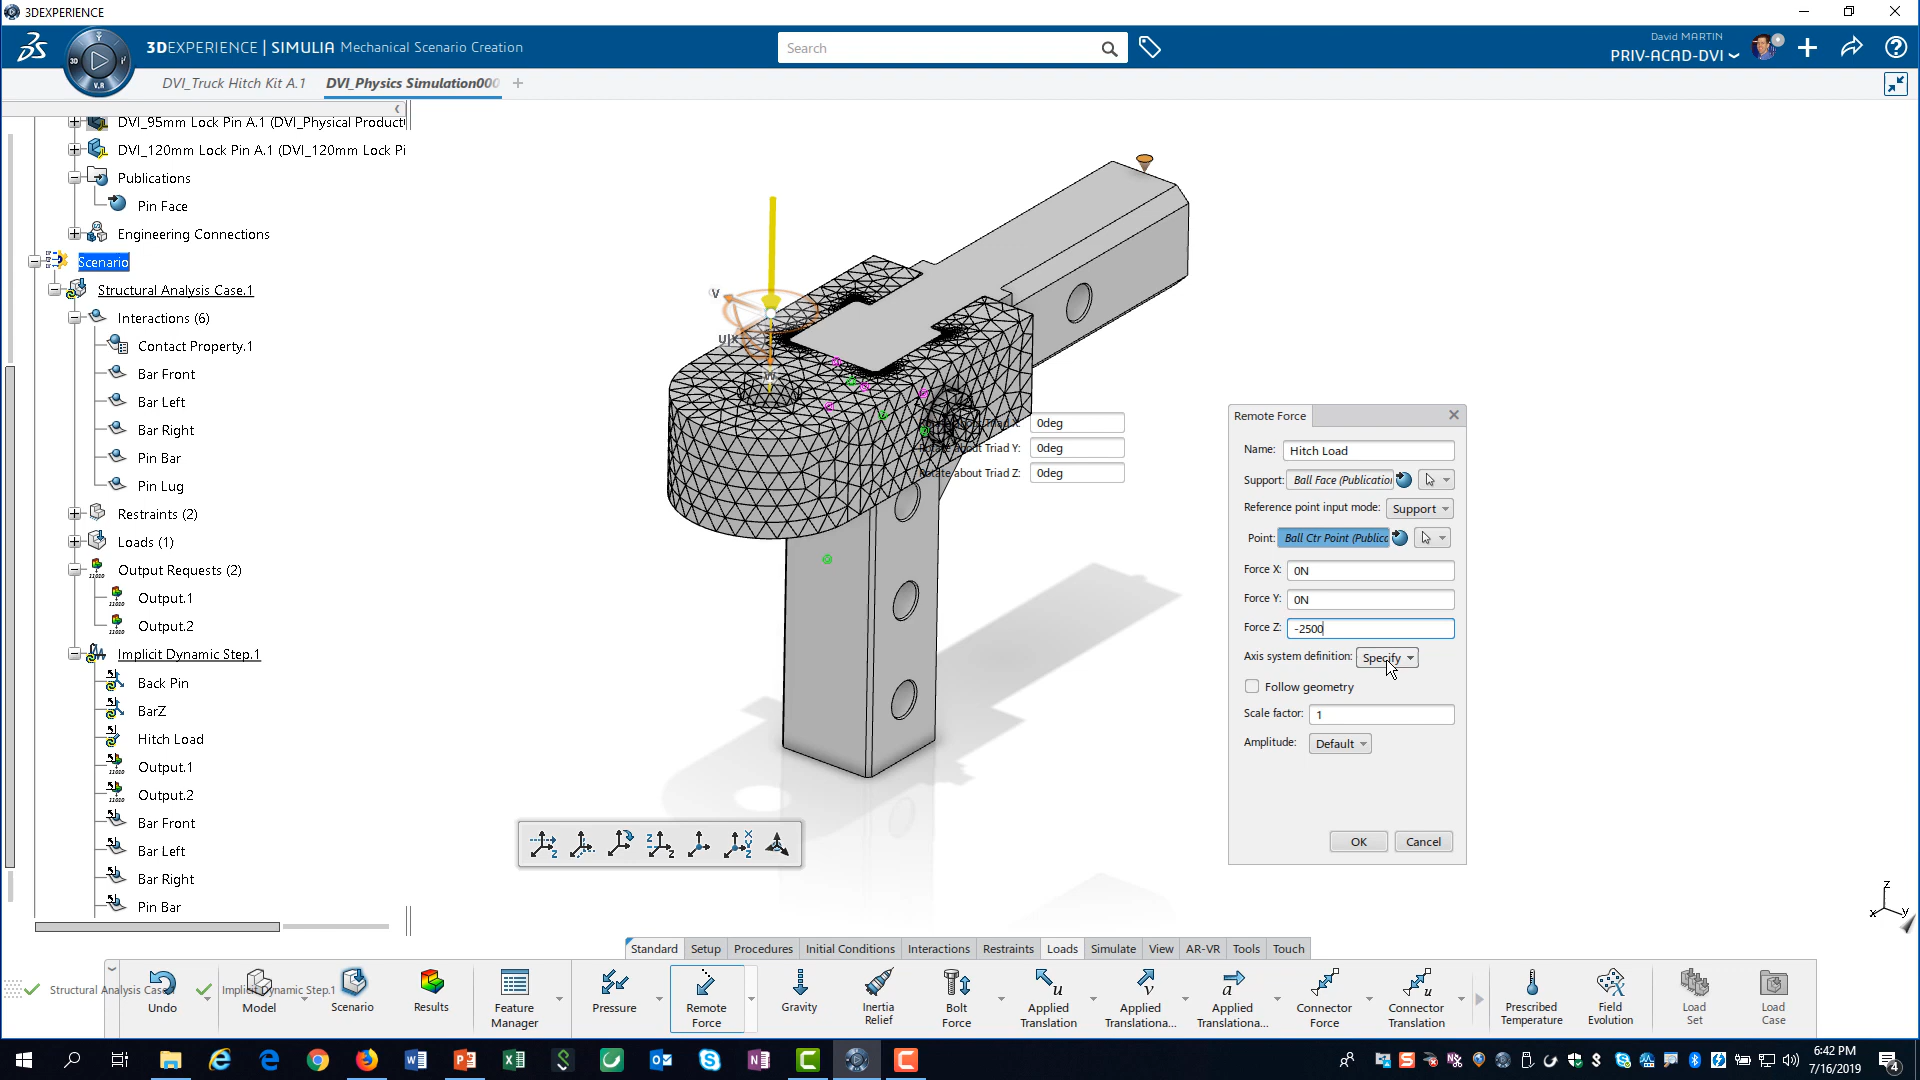 3DEXPERIENCE
3DEXPERIENCE | SIMULIA Mechanical Scenario Creation
Search
David MARTIN
PRIV-ACAD-DVI
3D
V.R
DVI_Truck Hitch Kit A.1
DVI_Physics Simulation000
DVI_95mm Lock Pin A.1 (DVI_Physical Product
DVI_120mm Lock Pin A.1 (DVI_120mm Lock Pi
Publications
Pin Face
Engineering Connections
Scenario
Structural Analysis Case.1
Interactions (6)
Contact Property.1
Bar Front
Bar Left
Bar Right
Pin Bar
Pin Lug
Restraints (2)
Loads (1)
Output Requests (2)
Output.1
Output.2
Implicit Dynamic Step.1
Back Pin
BarZ
Hitch Load
Output.1
Output.2
Bar Front
Bar Left
Bar Right
Pin Bar
V
U|X
W
Rotate about Triad X: 0deg
Rotate about Triad Y: 0deg
Rotate about Triad Z: 0deg
Remote Force
Name: Hitch Load
Support: Ball Face (Publication
Reference point input mode: Support
Point: Ball Ctr Point (Publica
Force X: 0N
Force Y: 0N
Force Z: -2500
Axis system definition: Specify
Follow geometry
Scale factor: 1
Amplitude: Default
OK Cancel
z
x y
Standard Setup Procedures Initial Conditions Interactions Restraints Loads Simulate View AR-VR Tools Touch
Structural Analysis Case
Implicit Dynamic Step.1
Undo
Model
Scenario
Results
Feature Manager
Pressure
Remote Force
Gravity
Inertia Relief
Bolt Force
Applied Translation
Applied Translationa...
Applied Translationa...
Connector Force
Connector Translation
Prescribed Temperature
Field Evolution
Load Set
Load Case
6:42 PM
7/16/2019
4